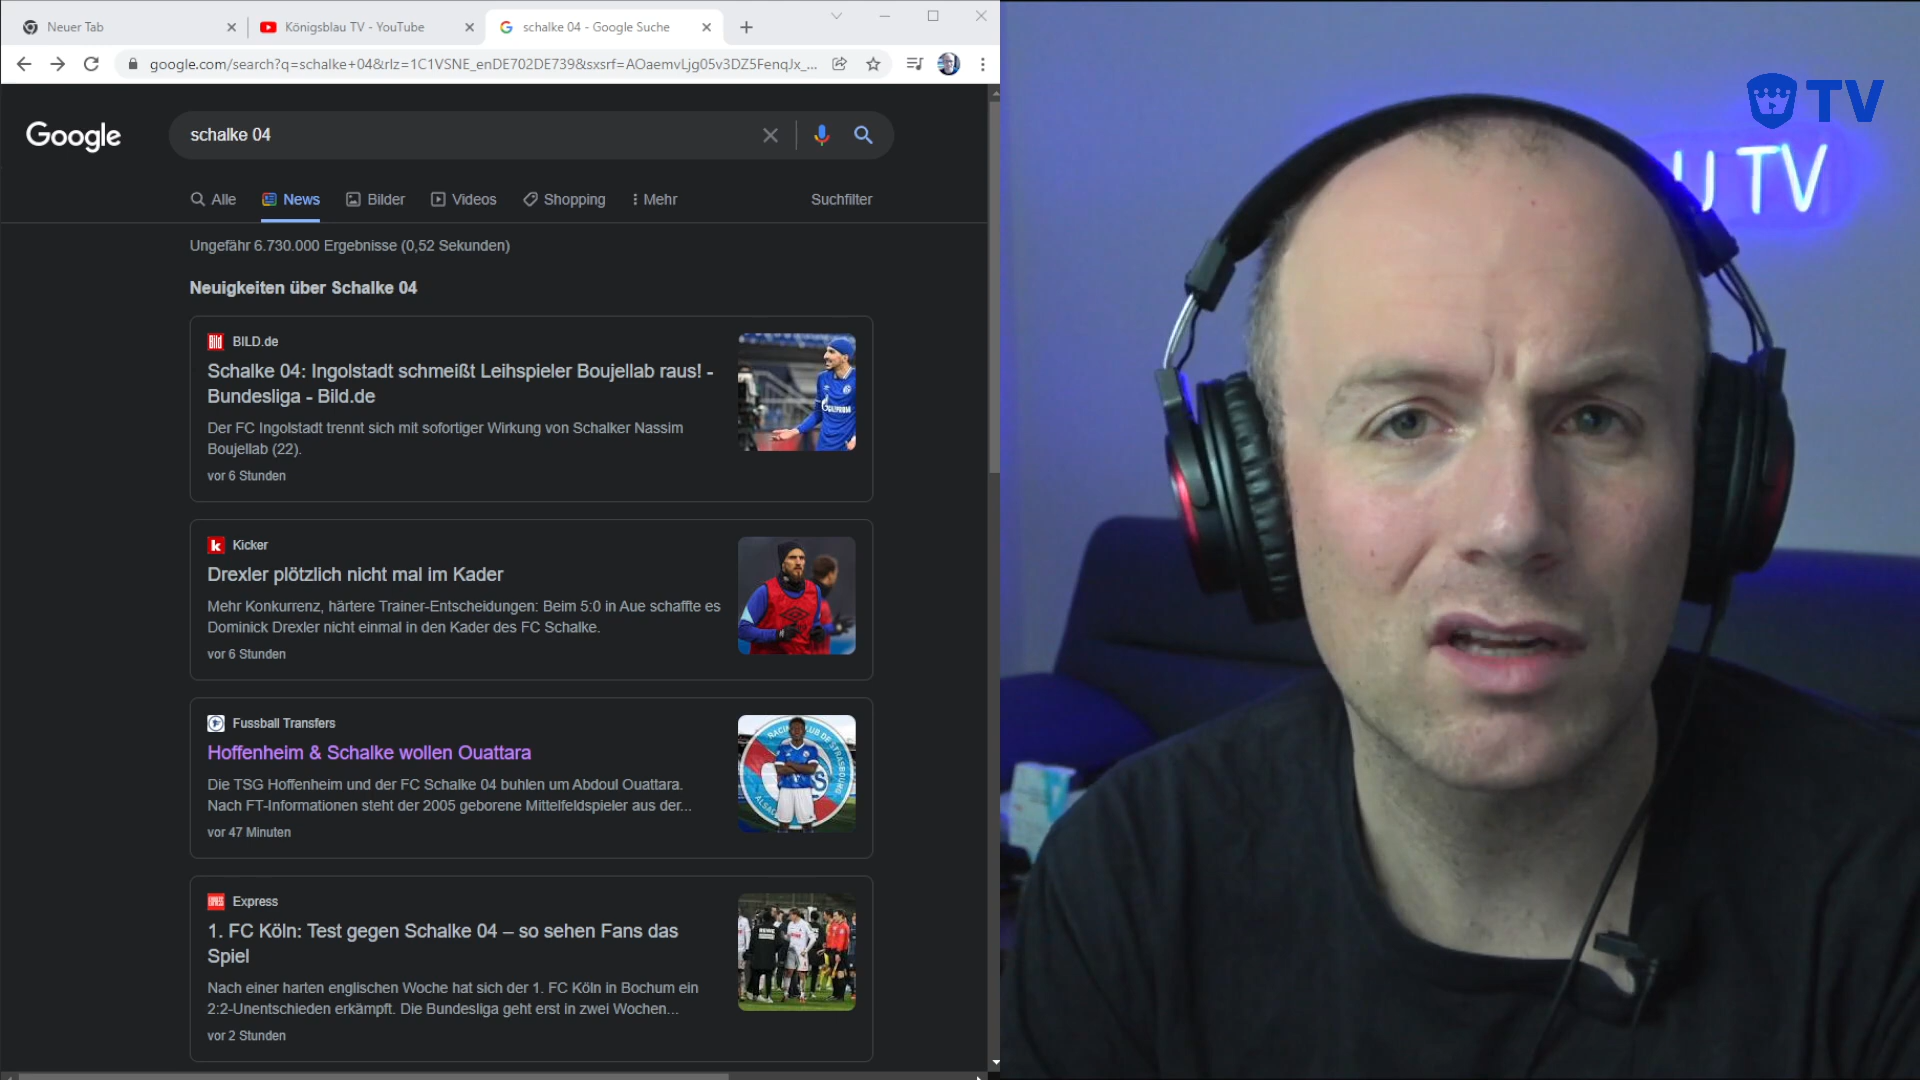 Neuer Tab
Königsblau TV - YouTube
schalke 04 - Google Suche
google.com/search?q=schalke+04&rlz=1C1VSNE_enDE702DE739&sxsrf=AOaemvLjg05v3DZ5FenqJx_...
Google
schalke 04
Alle
News
Bilder
Videos
Shopping
Mehr
Suchfilter
Ungefähr 6.730.000 Ergebnisse (0,52 Sekunden)
Neuigkeiten über Schalke 04
Bild
BILD.de
Schalke 04: Ingolstadt schmeißt Leihspieler Boujellab raus! -
Bundesliga - Bild.de
Der FC Ingolstadt trennt sich mit sofortiger Wirkung von Schalker Nassim
Boujellab (22).
vor 6 Stunden
k
Kicker
Drexler plötzlich nicht mal im Kader
Mehr Konkurrenz, härtere Trainer-Entscheidungen: Beim 5:0 in Aue schaffte es
Dominick Drexler nicht einmal in den Kader des FC Schalke.
vor 6 Stunden
Fussball Transfers
Hoffenheim & Schalke wollen Ouattara
Die TSG Hoffenheim und der FC Schalke 04 buhlen um Abdoul Ouattara.
Nach FT-Informationen steht der 2005 geborene Mittelfeldspieler aus der...
vor 47 Minuten
Express
1. FC Köln: Test gegen Schalke 04 – so sehen Fans das
Spiel
Nach einer harten englischen Woche hat sich der 1. FC Köln in Bochum ein
2:2-Unentschieden erkämpft. Die Bundesliga geht erst in zwei Wochen...
vor 2 Stunden
TV
U TV